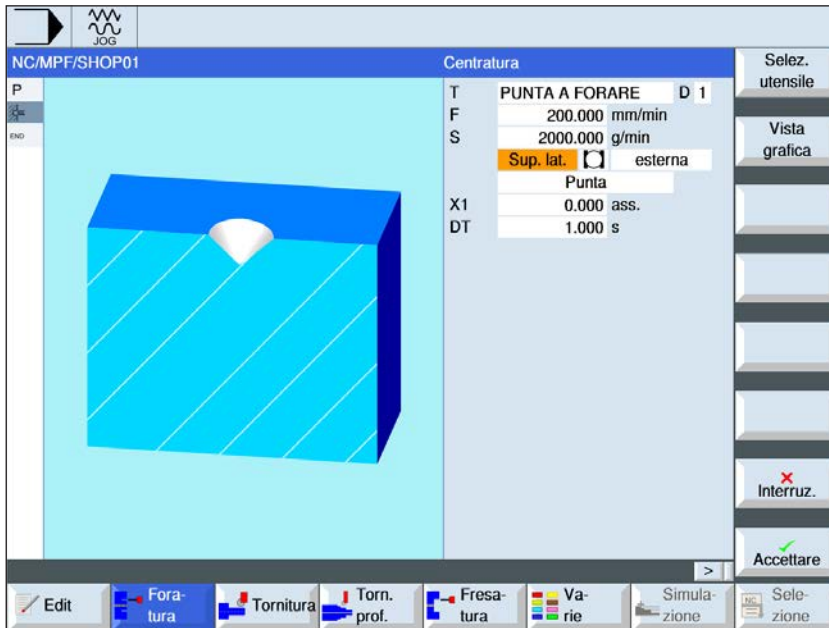 JOG
NC/MPF/SHOP01
Centratura
P
END
T PUNTA A FORARE D 1
F 200.000 mm/min
S 2000.000 g/min
Sup. lat. esterna
Punta
X1 0.000 ass.
DT 1.000 s
Selez.
utensile
Vista
grafica
Interruz.
Accettare
>
Edit
Fora-
tura
Tornitura
Torn.
prof.
Fresa-
tura
Va-
rie
Simula-
zione
NC
Sele-
zione